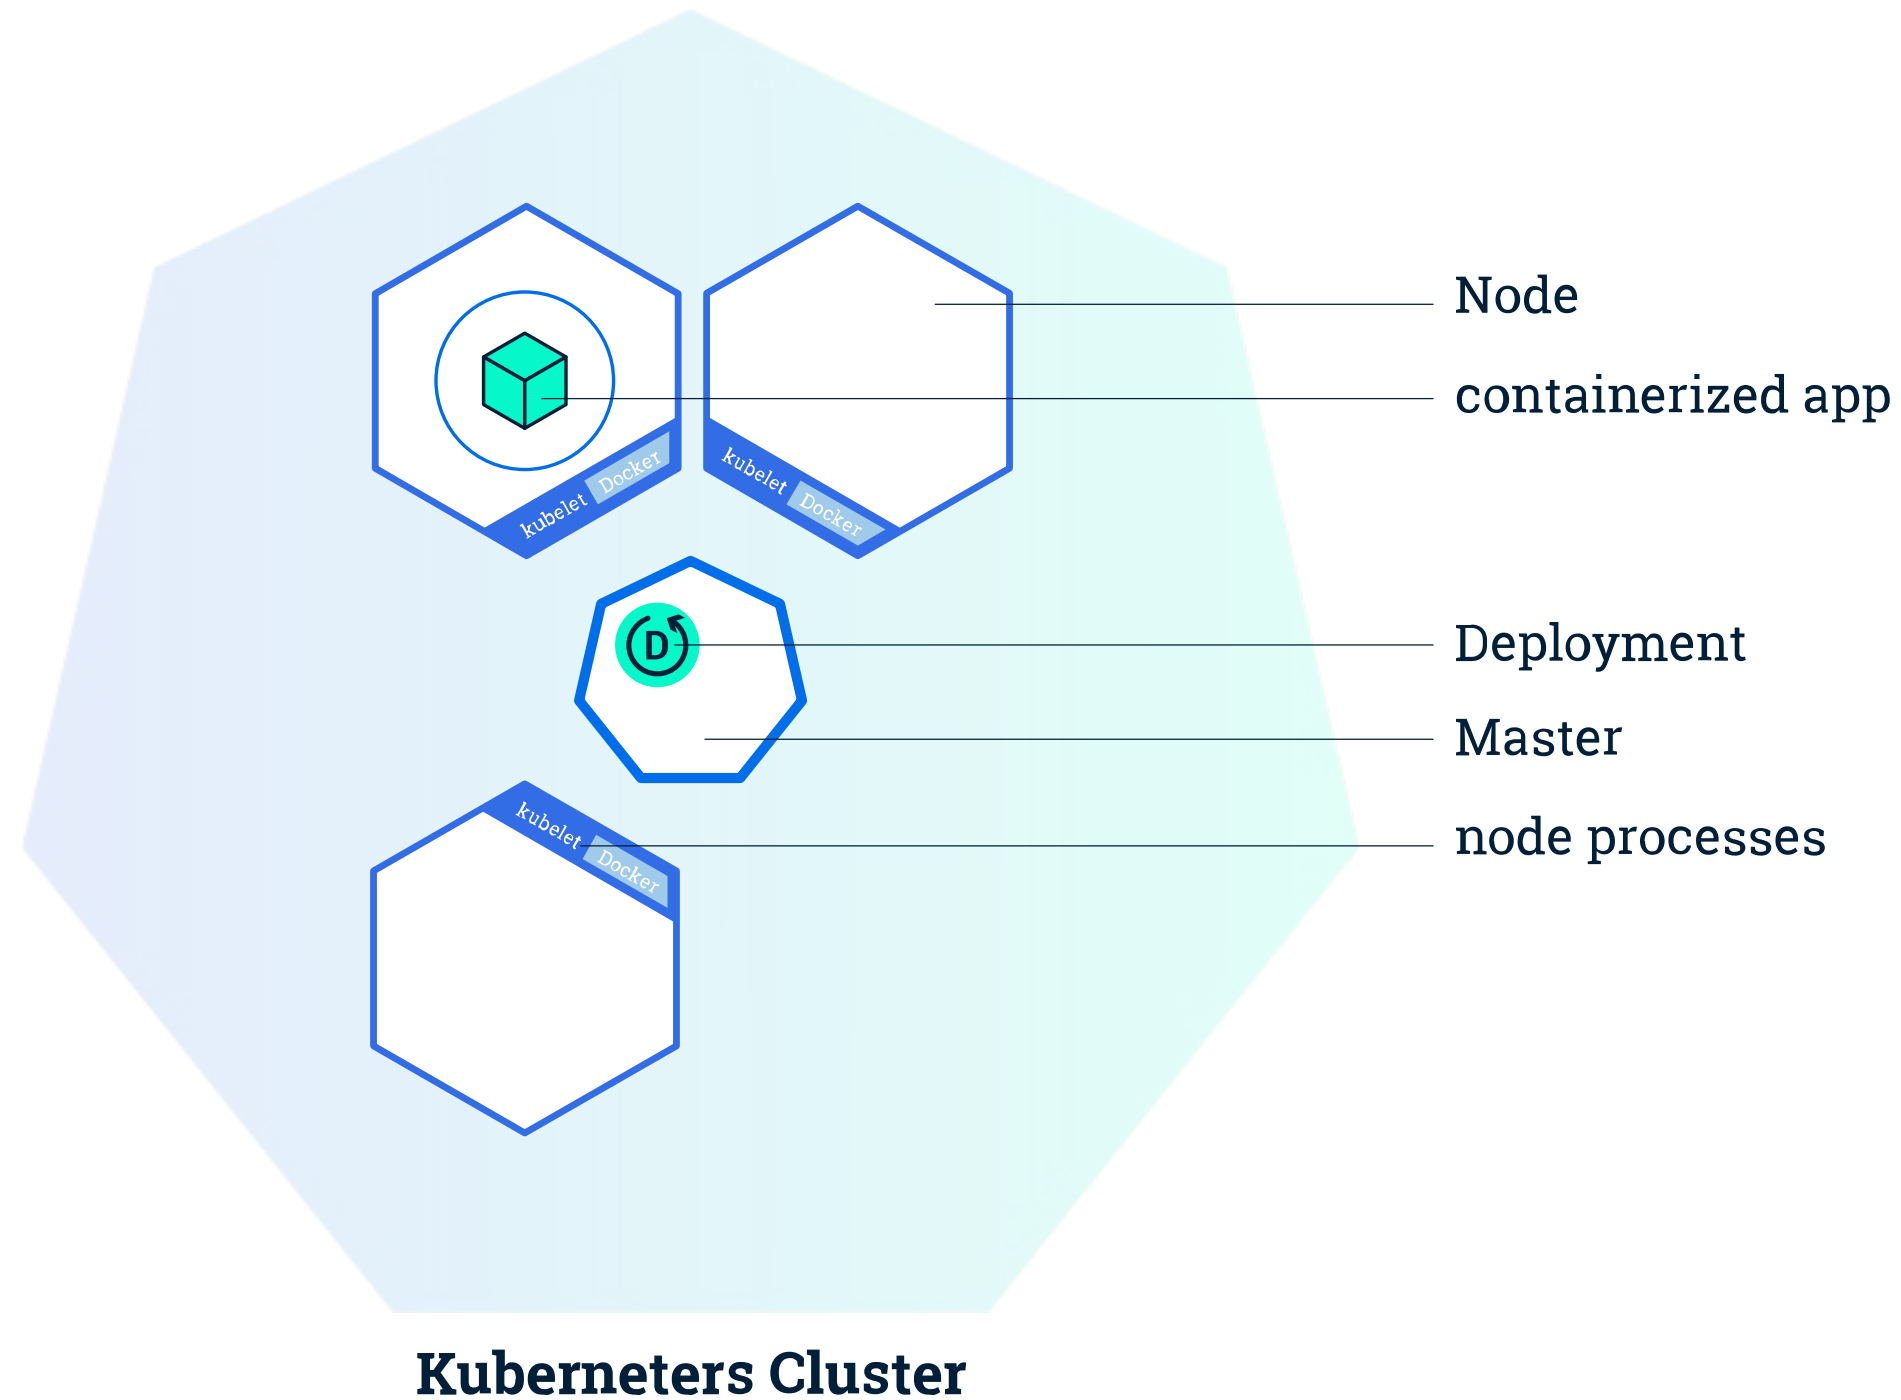 Node
containerized app
kubelet Docker
kubelet Docker
Deployment
Master
kubelet Docker
node processes
Kuberneters Cluster
D